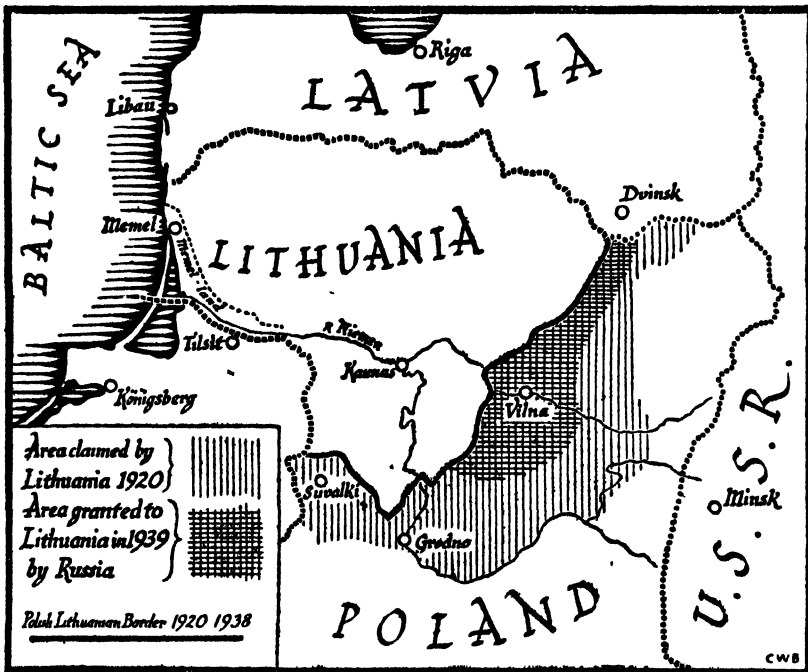 BALTIC SEA
Riga
LATVIA
Libau
Dvinsk
Memel
LITHUANIA
R Niemen
Tilsit
Kaunas
Königsberg
Vilna
U.S.S.R.
Suvalki
Minsk
Grodno
POLAND
Area claimed by
Lithuania 1920
Area granted to
Lithuania in 1939
by Russia
Polish Lithuanian Border 1920 1938
CWB